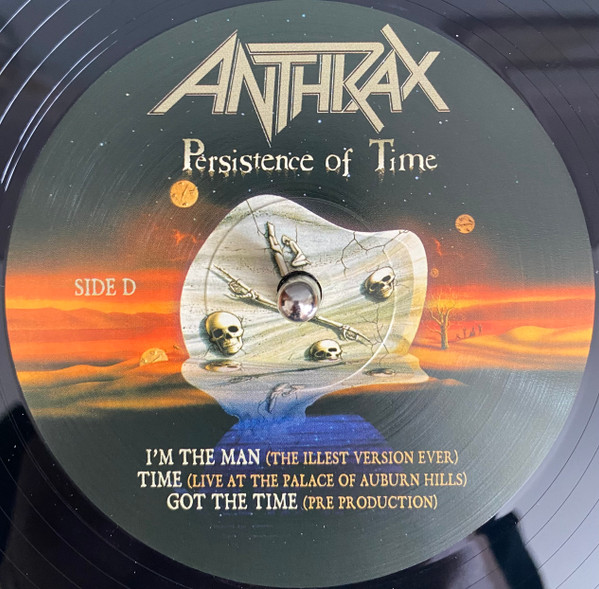 ANTHRAX
Persistence of Time
SIDE D
I'M THE MAN (THE ILLEST VERSION EVER)
TIME (LIVE AT THE PALACE OF AUBURN HILLS)
GOT THE TIME (PRE PRODUCTION)